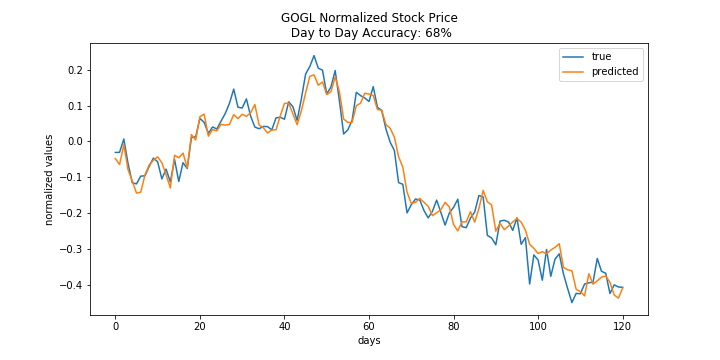 GOGL Normalized Stock Price
Day to Day Accuracy: 68%
true
predicted
normalized values
0.2
0.1
0.0
−0.1
−0.2
−0.3
−0.4
0
20
40
60
80
100
120
days